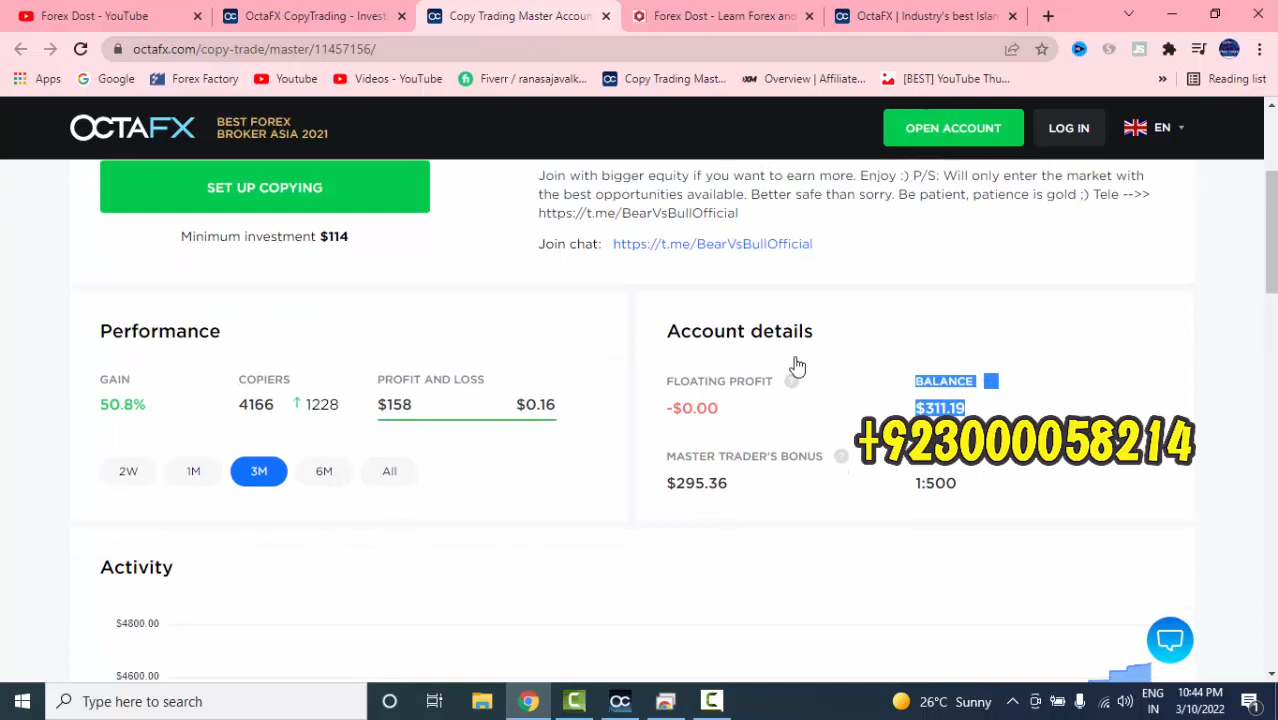 Forex Dost - YouTube
OctaFX CopyTrading - Invest
Copy Trading Master Accoun
Forex Dost - Learn Forex and
OctaFX | Industry's best Islam
octafx.com/copy-trade/master/11457156/
Apps
Google
Forex Factory
Youtube
Videos - YouTube
Fiverr / ranasajavalk...
Copy Trading Mast...
Overview | Affiliate...
[BEST] YouTube Thu...
»
Reading list
OCTAFX
BEST FOREX
BROKER ASIA 2021
OPEN ACCOUNT
LOG IN
EN
SET UP COPYING
Minimum investment $114
Join with bigger equity if you want to earn more. Enjoy :) P/S: Will only enter the market with
the best opportunities available. Better safe than sorry. Be patient, patience is gold ;) Tele -->>
https://t.me/BearVsBullOfficial
Join chat: https://t.me/BearVsBullOfficial
Performance
GAIN
COPIERS
PROFIT AND LOSS
50.8%
4166 ↑ 1228
$158
$0.16
2W
1M
3M
6M
All
Account details
FLOATING PROFIT ?
BALANCE
-$0.00
$311.19
+923000058214
MASTER TRADER'S BONUS ?
$295.36
1:500
Activity
$4800.00
$4600.00
Type here to search
26°C Sunny
ENG
IN
10:44 PM
3/10/2022
1